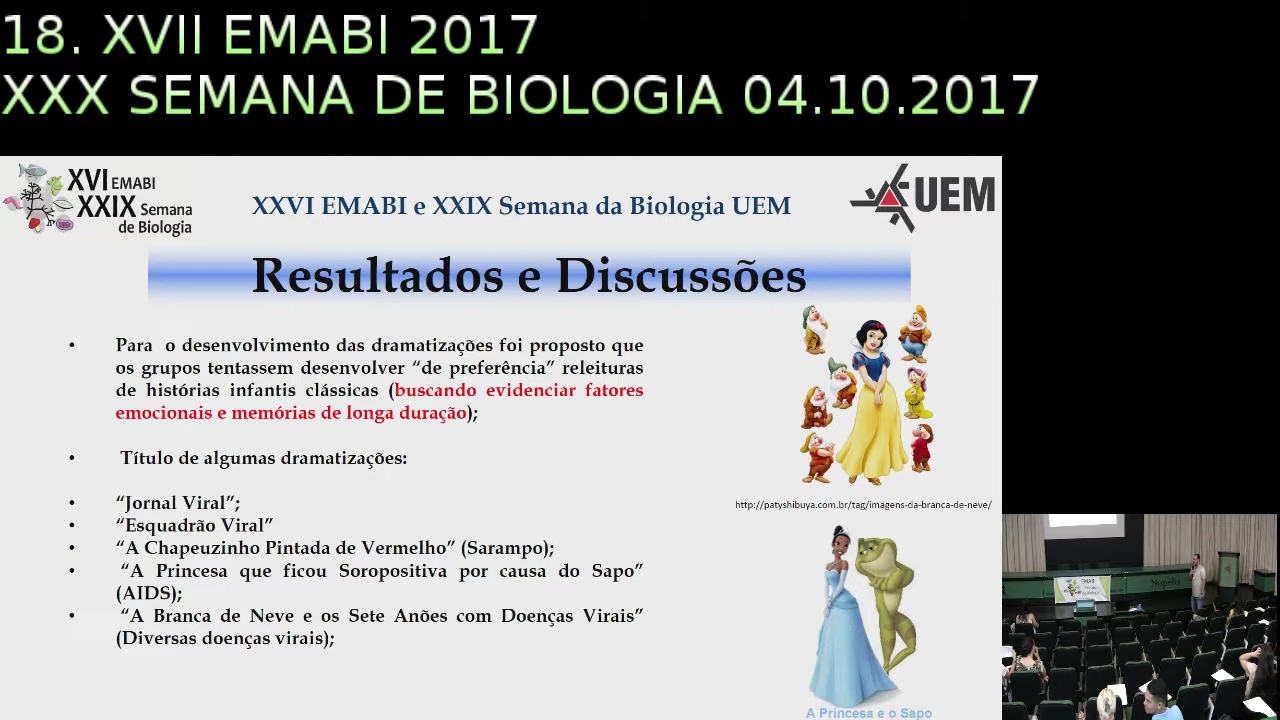 18. XVII EMABI 2017
XXX SEMANA DE BIOLOGIA 04.10.2017
XVI EMABI
XXIX Semana
de Biologia
XXVI EMABI e XXIX Semana da Biologia UEM
UEM
Resultados e Discussões
• Para o desenvolvimento das dramatizações foi proposto que
os grupos tentassem desenvolver “de preferência” releituras
de histórias infantis clássicas (buscando evidenciar fatores
emocionais e memórias de longa duração);
• Título de algumas dramatizações:
• “Jornal Viral”;
• “Esquadrão Viral”
• “A Chapeuzinho Pintada de Vermelho” (Sarampo);
• “A Princesa que ficou Soropositiva por causa do Sapo”
(AIDS);
• “A Branca de Neve e os Sete Anões com Doenças Virais”
(Diversas doenças virais);
http://patyshibuya.com.br/tag/imagens-da-branca-de-neve/
A Princesa e o Sapo
EMABI
Nupélia